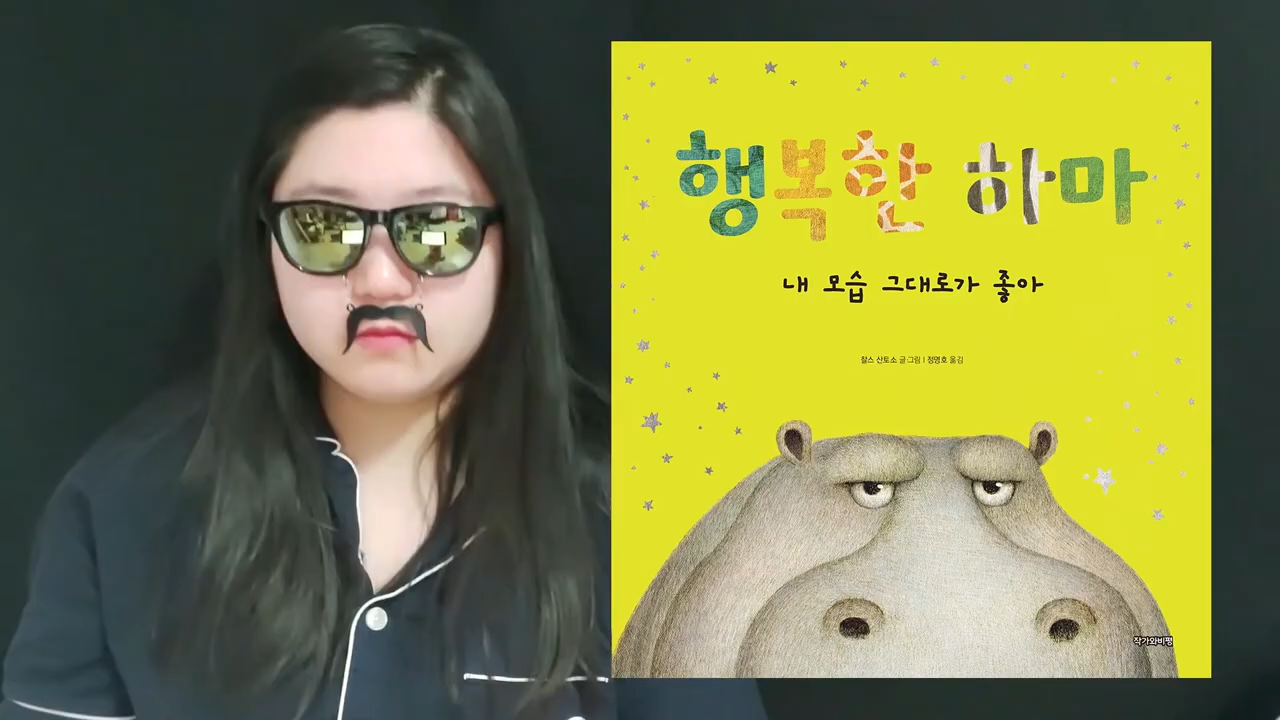 행복한 하마
내 모습 그대로가 좋아
찰스 산토소 글·그림 | 정명호 옮김
작가와비평